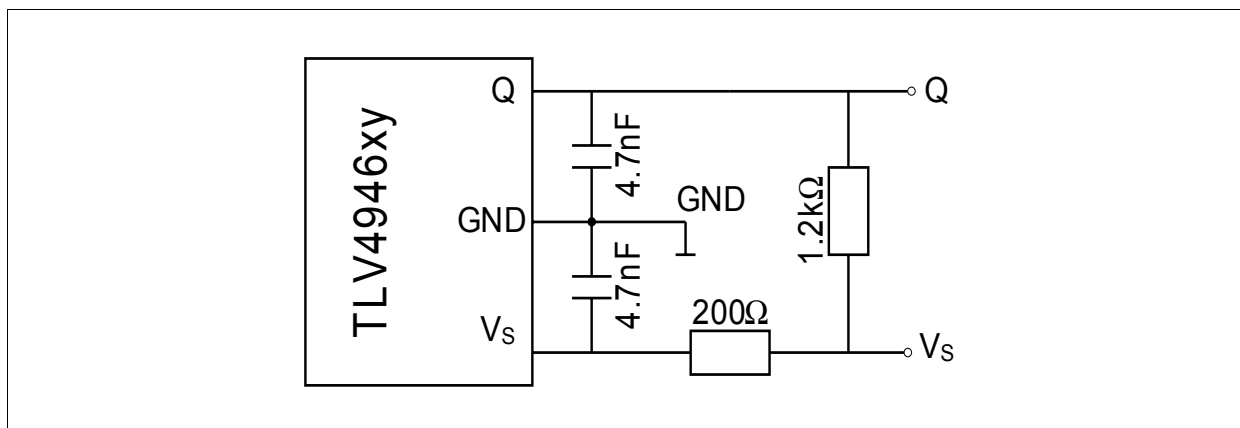 TLV4946xy
Q
Q
4.7nF
GND
GND
1.2kΩ
4.7nF
200Ω
VS
VS